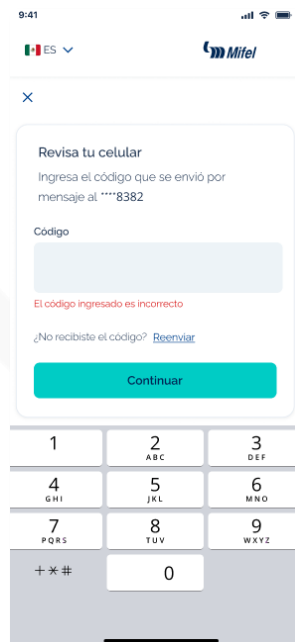 9:41
ES
Mifel
Revisa tu celular
Ingresa el código que se envió por
mensaje al ****8382
Código
El código ingresado es incorrecto
¿No recibiste el código? Reenviar
Continuar
1 2 3
ABC DEF
4 5 6
GHI JKL MNO
7 8 9
PQRS TUV WXYZ
+*# 0